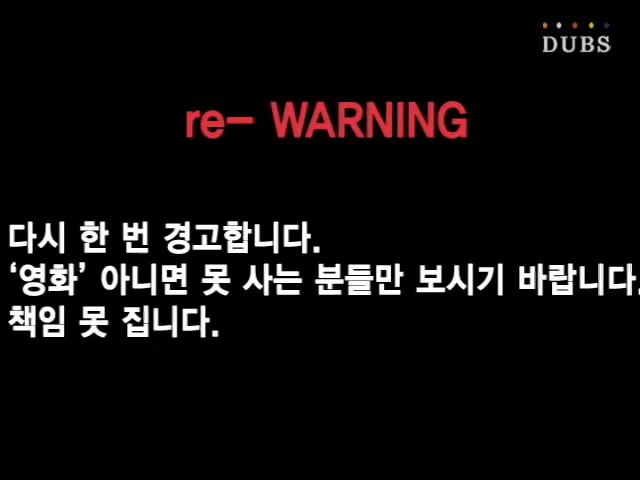 DUBS
re- WARNING
다시 한 번 경고합니다.
‘영화’ 아니면 못 사는 분들만 보시기 바랍니다.
책임 못 집니다.